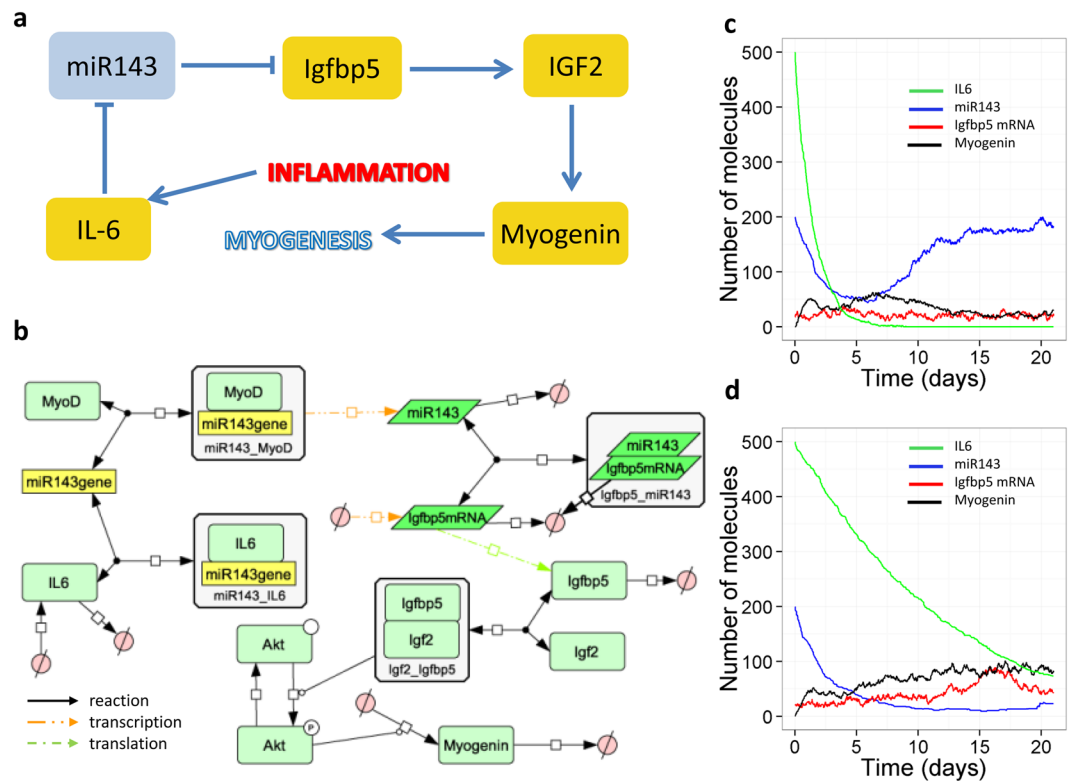 a
miR143
Igfbp5
IGF2
INFLAMMATION
IL-6
MYOGENESIS
Myogenin
b
MyoD
MyoD
miR143gene
miR143_MyoD
miR143
miR143
Igfbp5mRNA
Igfbp5_miR143
miR143gene
Igfbp5mRNA
IL6
IL6
miR143gene
miR143_IL6
Igfbp5
Igfbp5
Igf2
Igf2_Igfbp5
Igf2
Akt
Akt
P
Myogenin
reaction
transcription
translation
c
Number of molecules
500
400
300
200
100
0
IL6
miR143
Igfbp5 mRNA
Myogenin
0
5
10
15
20
Time (days)
d
Number of molecules
500
400
300
200
100
0
IL6
miR143
Igfbp5 mRNA
Myogenin
0
5
10
15
20
Time (days)